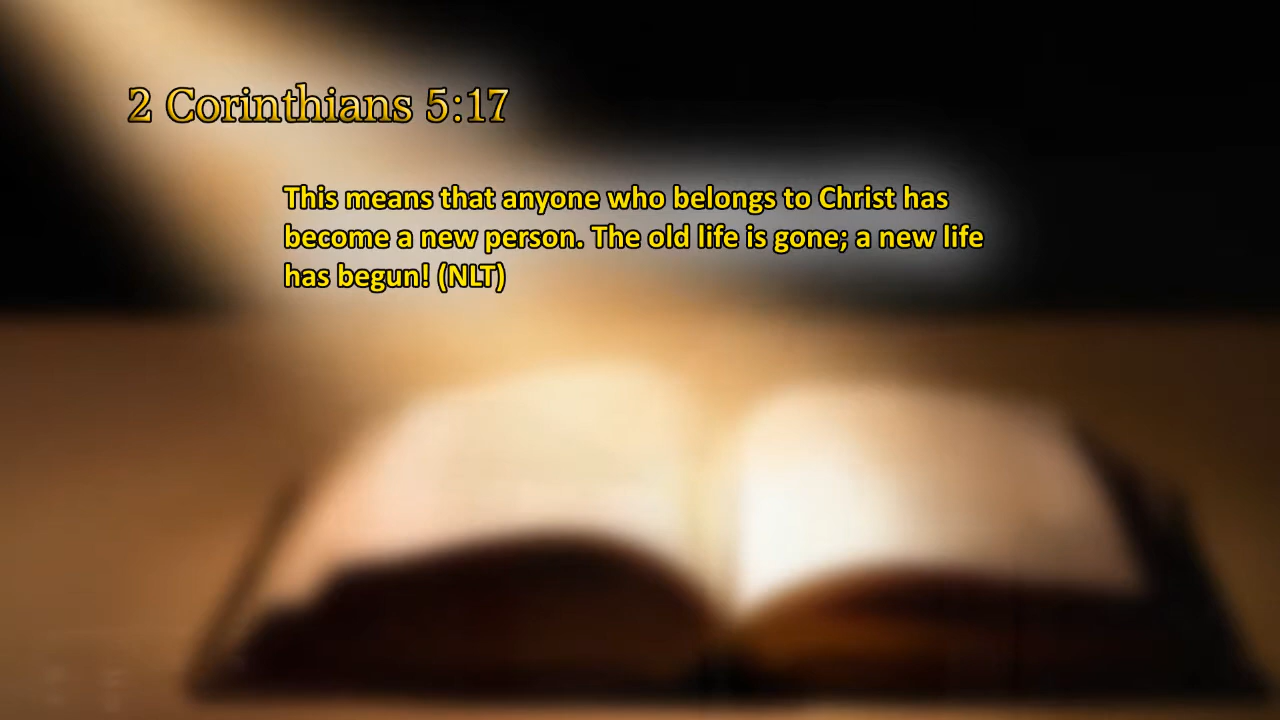 2 Corinthians 5:17
This means that anyone who belongs to Christ has
become a new person. The old life is gone; a new life
has begun! (NLT)